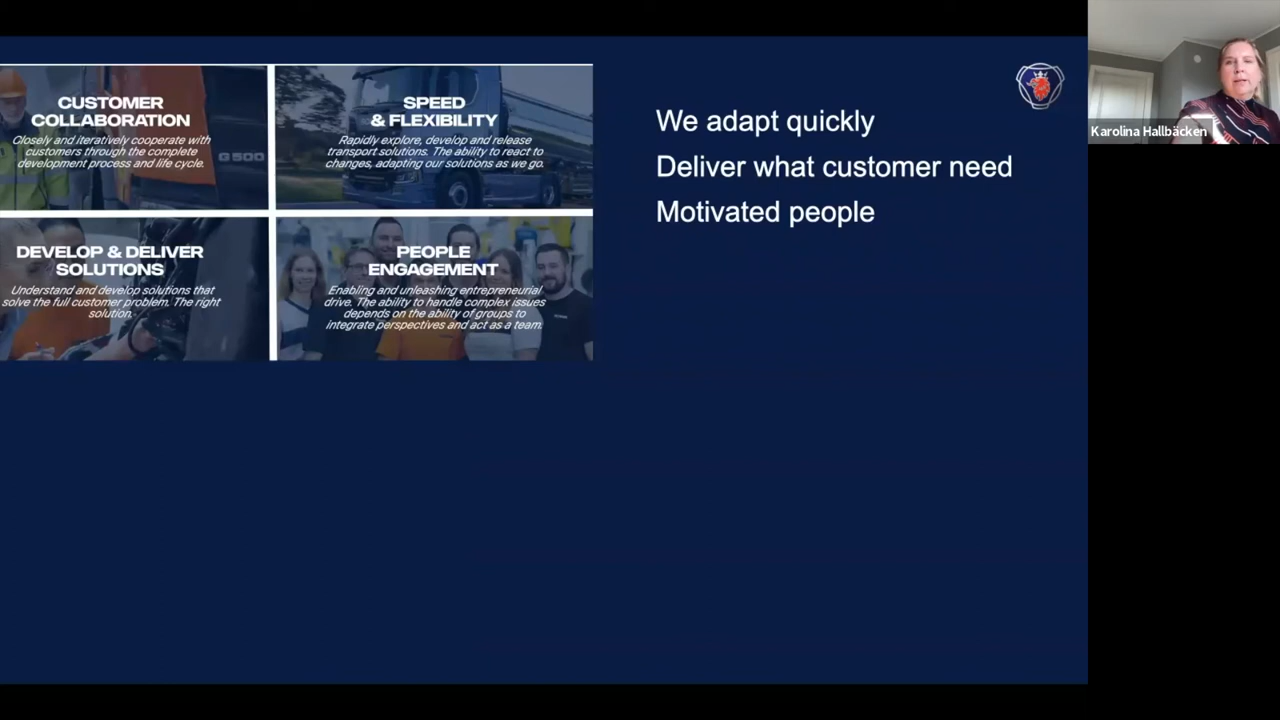 CUSTOMER
COLLABORATION
Closely and iteratively cooperate with
customers through the complete
development process and life cycle.
G 500
SPEED
& FLEXIBILITY
Rapidly explore, develop and release
transport solutions. The ability to react to
changes, adapting our solutions as we go.
DEVELOP & DELIVER
SOLUTIONS
Understand and develop solutions that
solve the full customer problem. The right
solution.
PEOPLE
ENGAGEMENT
Enabling and unleashing entrepreneurial
drive. The ability to handle complex issues
depends on the ability of groups to
integrate perspectives and act as a team.
We adapt quickly
Deliver what customer need
Motivated people
Karolina Hallbäcken